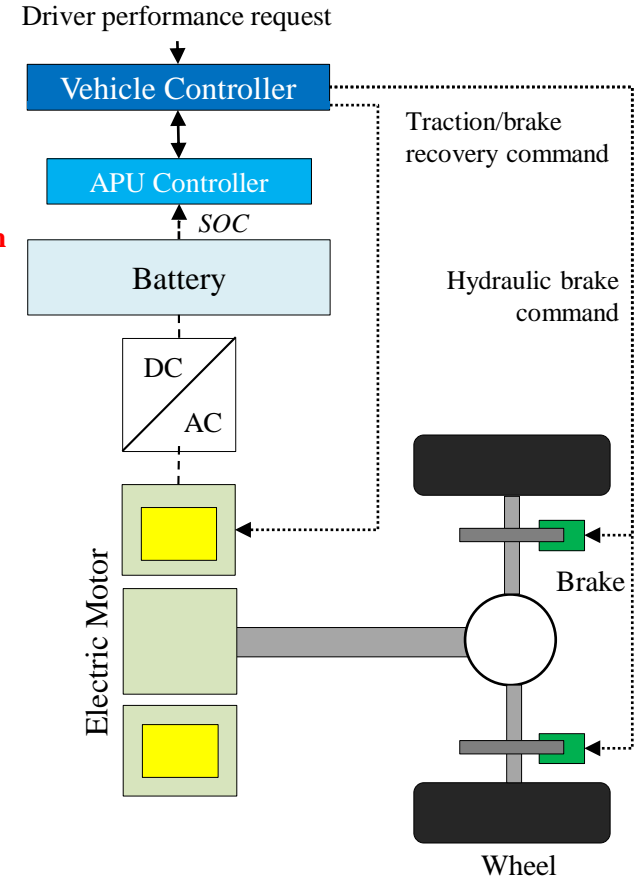 Driver performance request
Vehicle Controller
Traction/brake
recovery command
APU Controller
SOC
n
Battery
Hydraulic brake
command
DC
AC
Electric Motor
Brake
Wheel